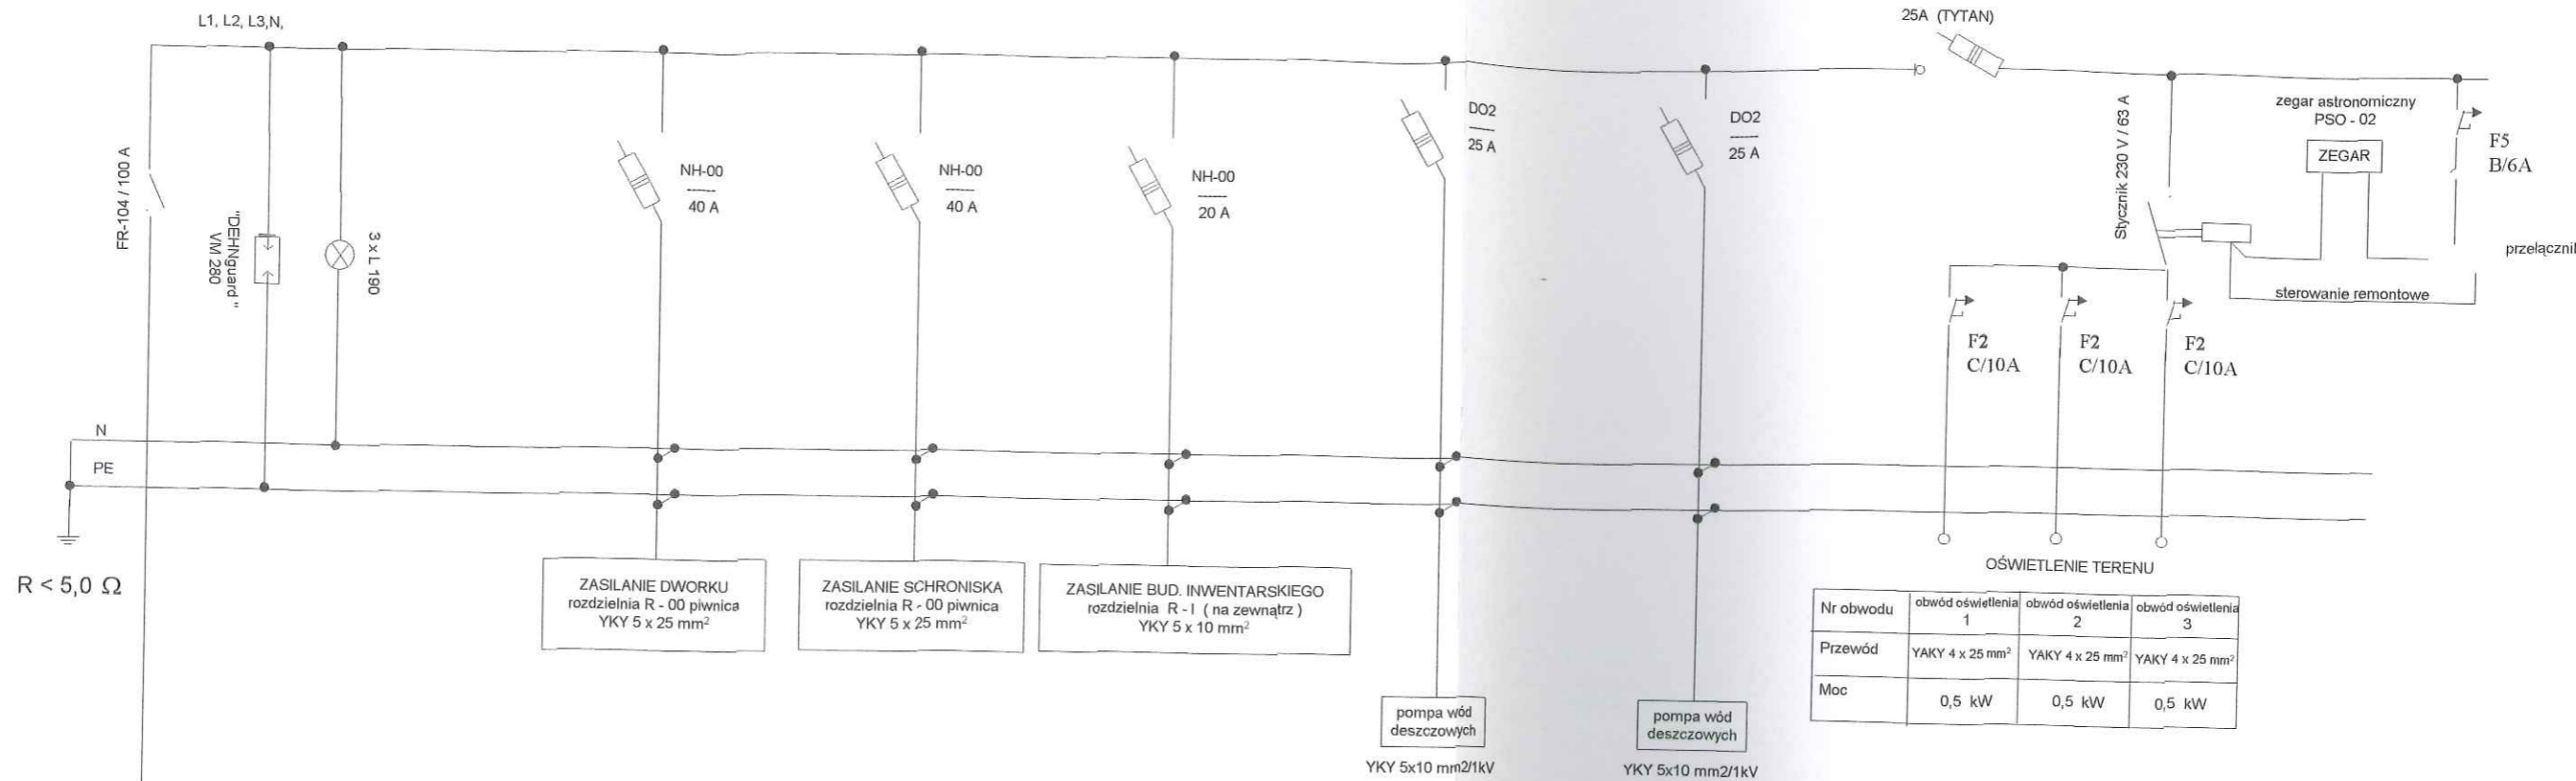 L1, L2, L3,N,
25A (TYTAN)
FR-104 / 100 A
"DEHNguard "
VM 280
3 x L 190
NH-00
------
40 A
NH-00
------
40 A
NH-00
------
20 A
DO2
-----
25 A
DO2
------
25 A
Stycznik 230 V / 63 A
zegar astronomiczny
PSO - 02
ZEGAR
F5
B/6A
przełącznil
sterowanie remontowe
F2
C/10A
F2
C/10A
F2
C/10A
N
PE
R < 5,0 Ω
ZASILANIE DWORKU
rozdzielnia R - 00 piwnica
YKY 5 x 25 mm²
ZASILANIE SCHRONISKA
rozdzielnia R - 00 piwnica
YKY 5 x 25 mm²
ZASILANIE BUD. INWENTARSKIEGO
rozdzielnia R - I ( na zewnątrz )
YKY 5 x 10 mm²
pompa wód
deszczowych
YKY 5x10 mm2/1kV
pompa wód
deszczowych
YKY 5x10 mm2/1kV
OŚWIETLENIE TERENU
Nr obwodu
obwód oświetlenia
1
obwód oświetlenia
2
obwód oświetlenia
3
Przewód
YAKY 4 x 25 mm²
YAKY 4 x 25 mm²
YAKY 4 x 25 mm²
Moc
0,5 kW
0,5 kW
0,5 kW